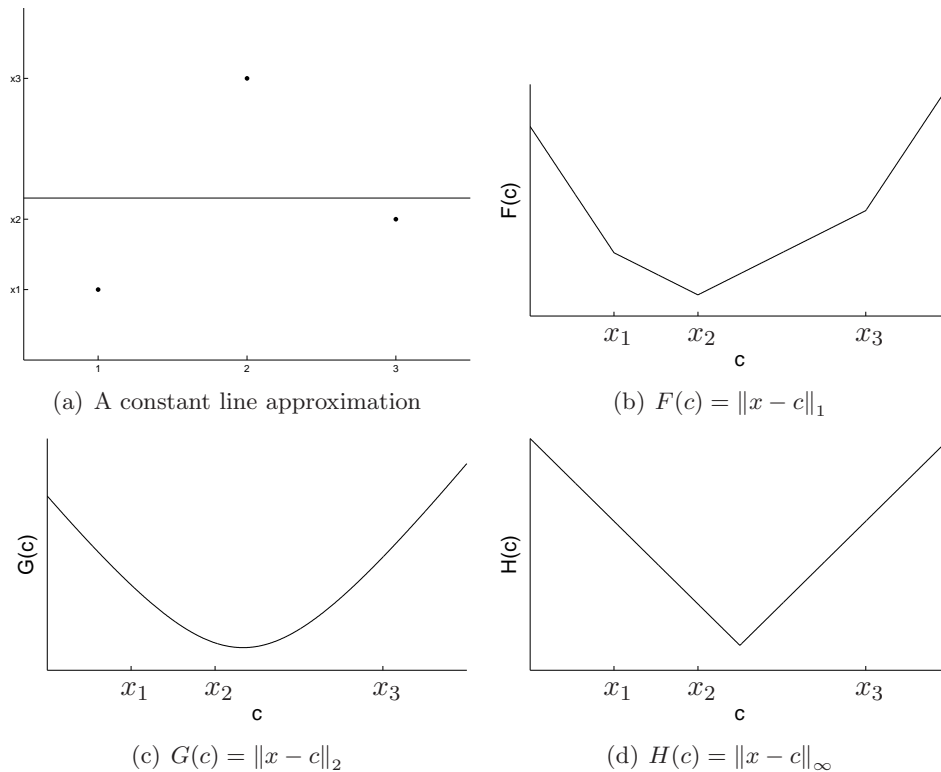 x3
x2
x1
1 2 3
(a) A constant line approximation
F(c)
x₁ x₂ x₃
c
(b) F(c) = ‖x − c‖₁
G(c)
x₁ x₂ x₃
c
(c) G(c) = ‖x − c‖₂
H(c)
x₁ x₂ x₃
c
(d) H(c) = ‖x − c‖∞